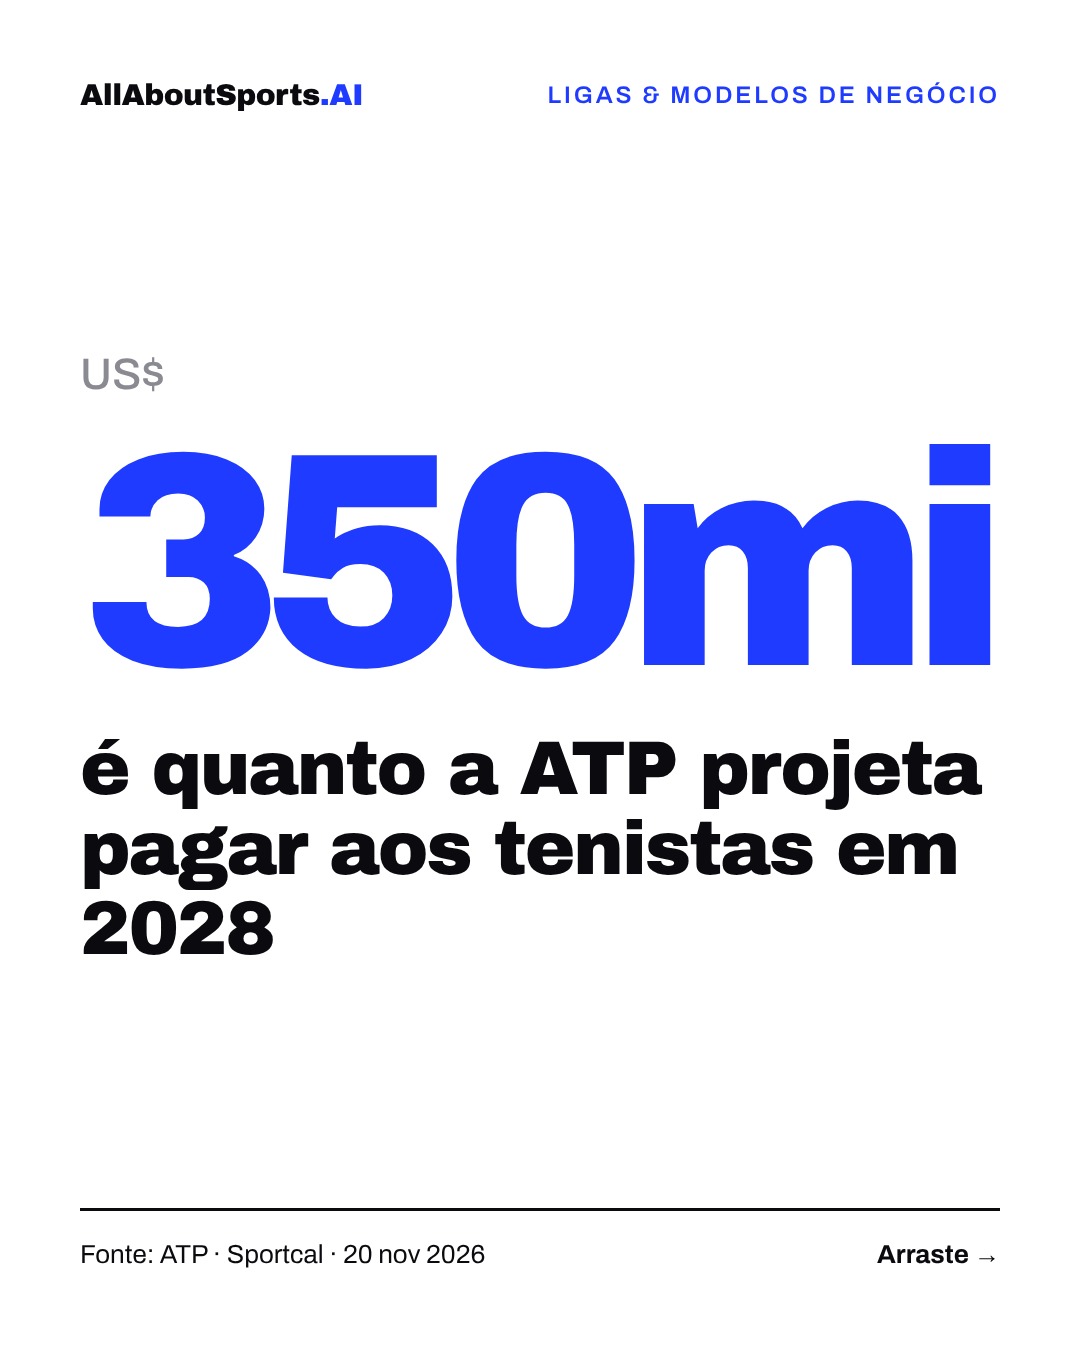 AllAboutSports.AI
LIGAS & MODELOS DE NEGÓCIO
US$
350mi
é quanto a ATP projeta
pagar aos tenistas em
2028
Fonte: ATP · Sportcal · 20 nov 2026
Arraste →